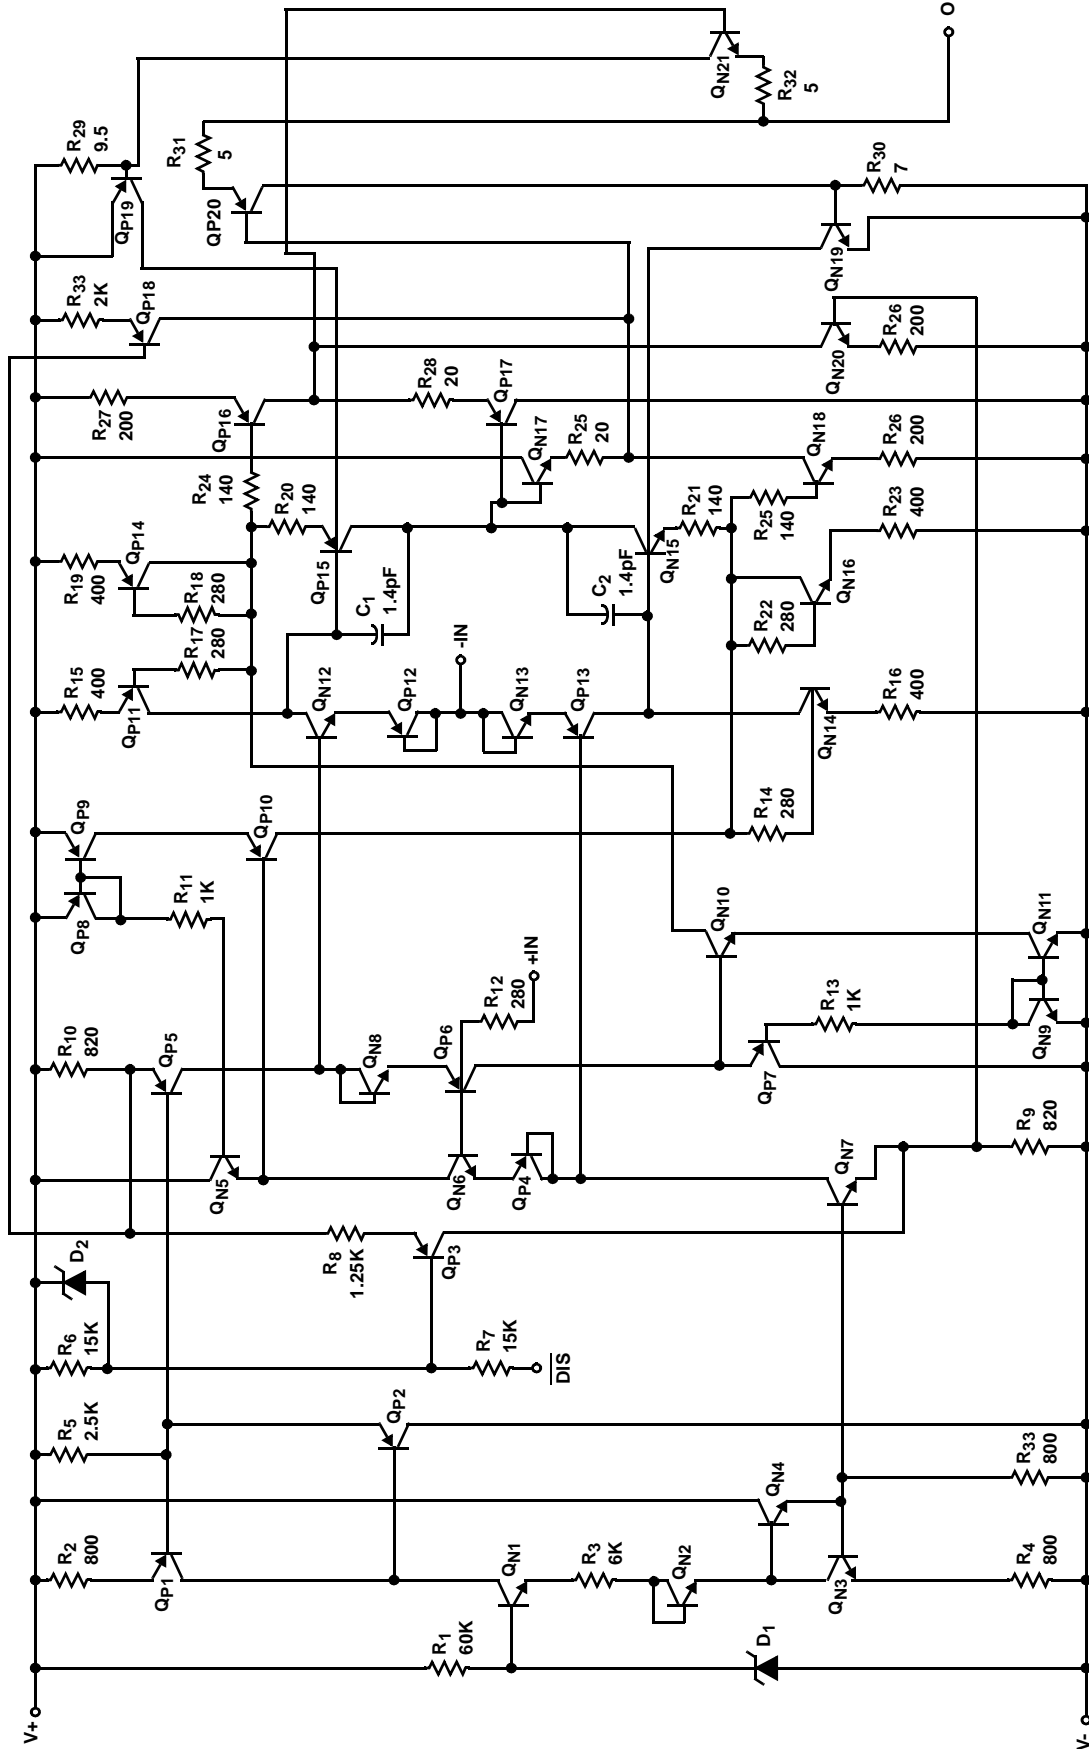 V+
V-
R1
60K
D1
R2
800
QP1
QN1
R3
6K
QN2
QN3
R4
800
R5
2.5K
QP2
QN4
R33
800
R6
15K
D2
R7
15K
DIS
R8
1.25K
QP3
QN5
QN6
QP4
QN7
R9
820
R10
820
QP5
QN8
QP6
R12
280
+IN
QP7
R13
1K
QN9
QN11
QN10
QP8
QP9
R11
1K
QP10
R14
280
R15
400
QP11
R17
280
R18
280
QP14
R19
400
QN12
QP12
-IN
QN13
QP13
QN14
R16
400
C1
1.4pF
C2
1.4pF
R22
280
QN16
R23
400
R24
140
R20
140
QP15
QN15
R21
140
R25
140
QN18
R26
200
QN17
R25
20
R27
200
QP16
R28
20
QP17
QN20
R26
200
R33
2K
QP18
QP19
R29
9.5
QP20
R31
5
QN19
R30
7
QN21
R32
5
O